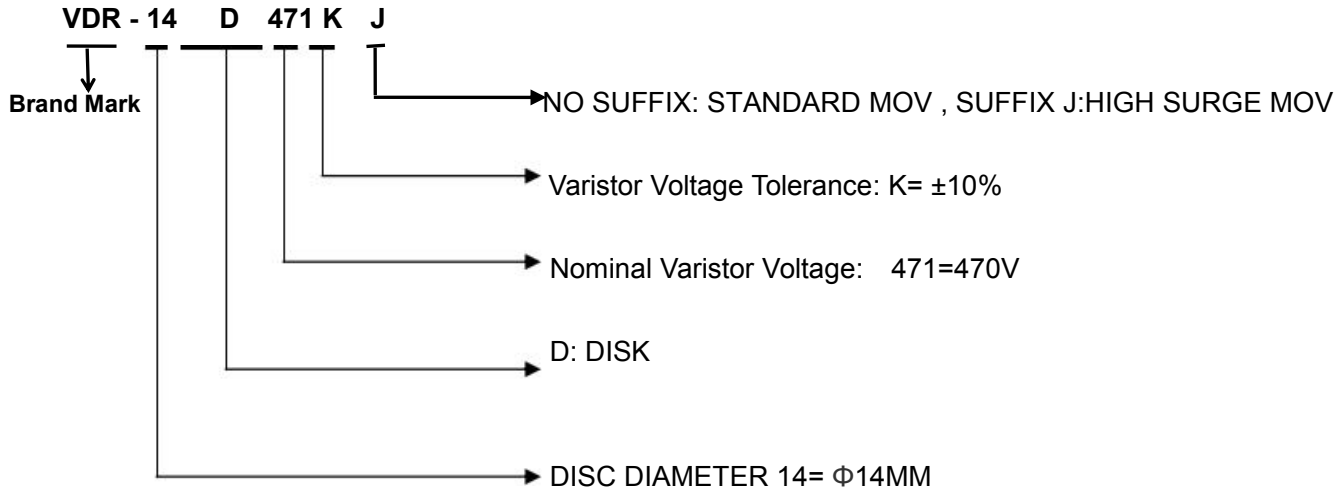 VDR - 14 D 471 K J
Brand Mark
NO SUFFIX: STANDARD MOV , SUFFIX J:HIGH SURGE MOV
Varistor Voltage Tolerance: K= ±10%
Nominal Varistor Voltage: 471=470V
D: DISK
DISC DIAMETER 14= Φ14MM